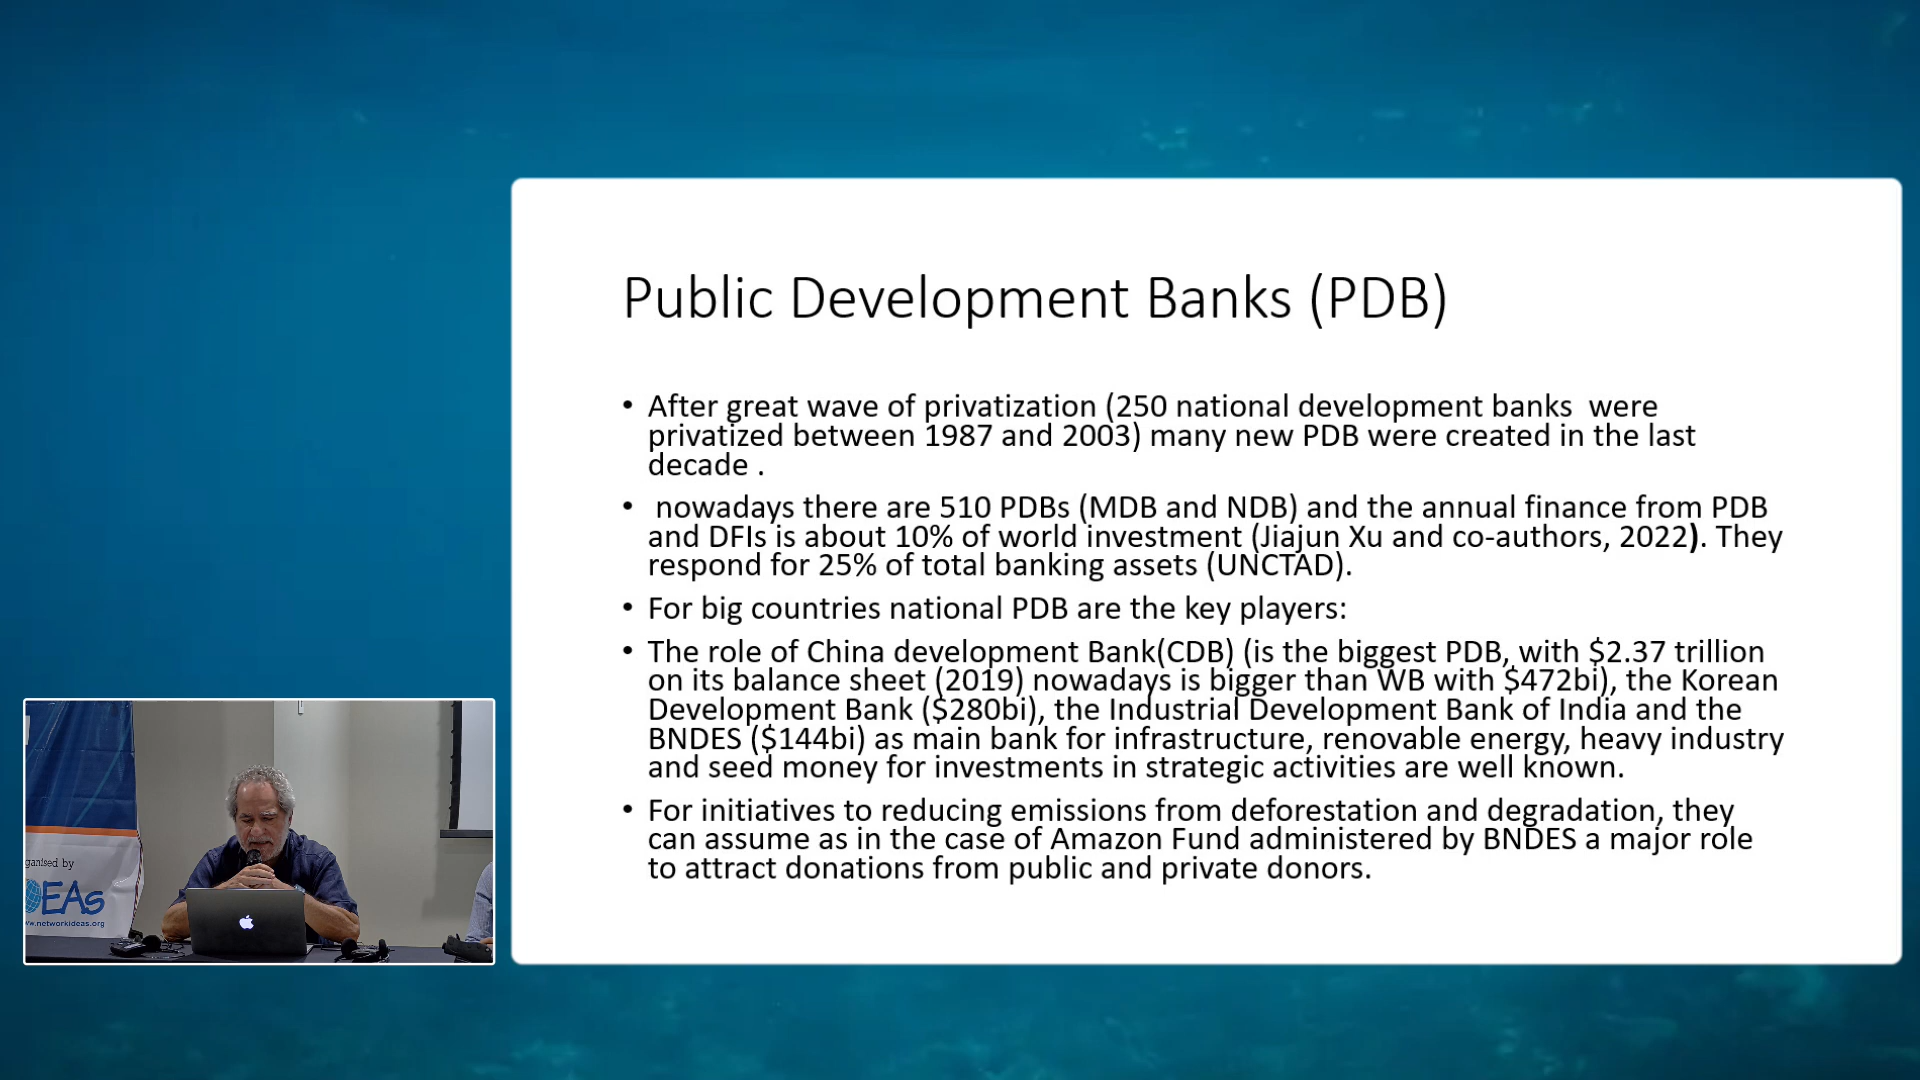 Public Development Banks (PDB)
• After great wave of privatization (250 national development banks were
privatized between 1987 and 2003) many new PDB were created in the last
decade .
• nowadays there are 510 PDBs (MDB and NDB) and the annual finance from PDB
and DFIs is about 10% of world investment (Jiajun Xu and co-authors, 2022). They
respond for 25% of total banking assets (UNCTAD).
• For big countries national PDB are the key players:
• The role of China development Bank(CDB) (is the biggest PDB, with $2.37 trillion
on its balance sheet (2019) nowadays is bigger than WB with $472bi), the Korean
Development Bank ($280bi), the Industrial Development Bank of India and the
BNDES ($144bi) as main bank for infrastructure, renovable energy, heavy industry
and seed money for investments in strategic activities are well known.
• For initiatives to reducing emissions from deforestation and degradation, they
can assume as in the case of Amazon Fund administered by BNDES a major role
to attract donations from public and private donors.
ganised by
EAs
w.networkideas.org